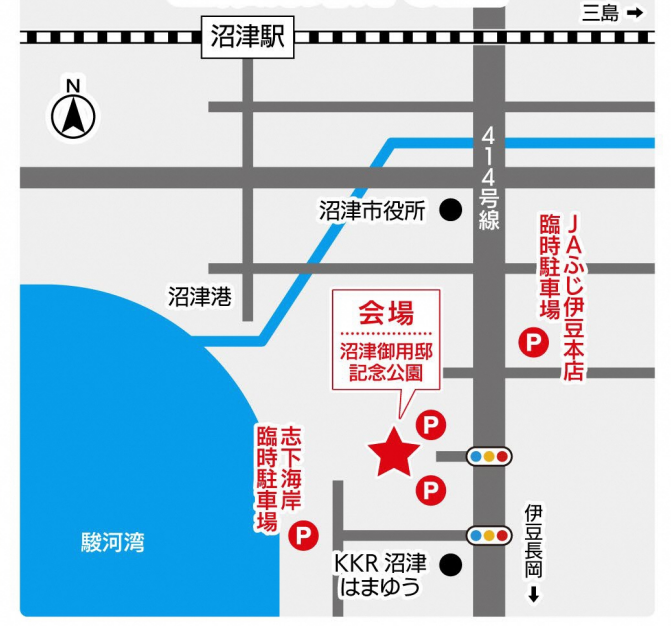 三島 →
沼津駅
N
414号線
沼津市役所
JAふじ伊豆本店
臨時駐車場
沼津港
会場
沼津御用邸
記念公園
P
P
P
志下海岸
臨時駐車場
P
駿河湾
伊豆長岡 ↓
KKR 沼津
はまゆう